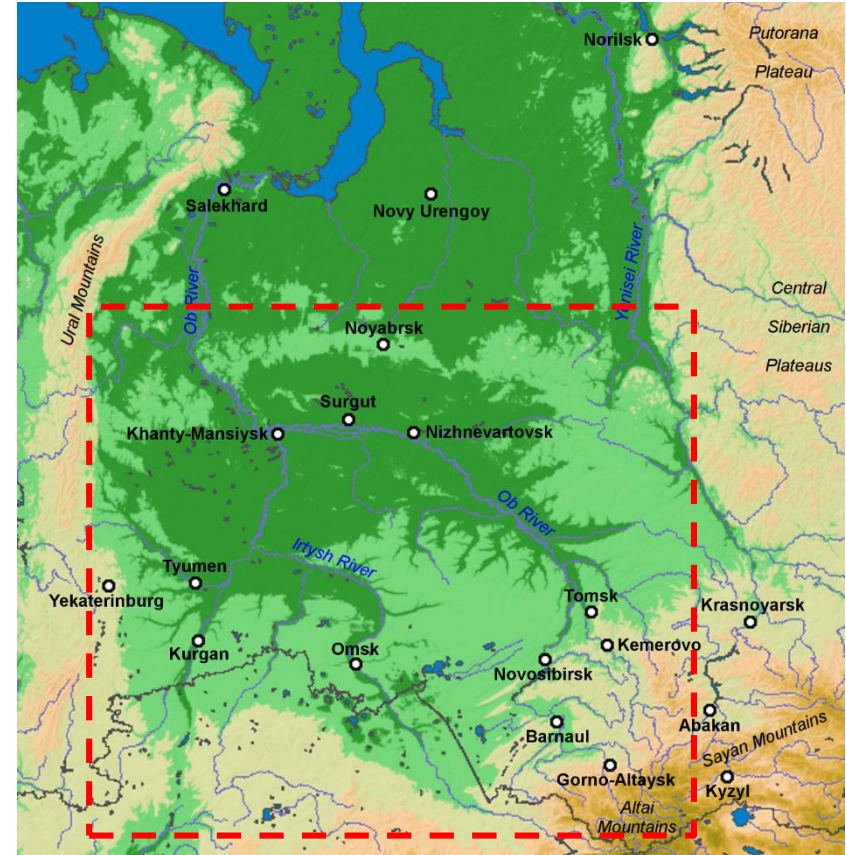 Norilsk
Putorana
Plateau
Salekhard
Novy Urengoy
Ural Mountains
Ob River
Yenisei River
Central
Siberian
Plateaus
Noyabrsk
Surgut
Khanty-Mansiysk
Nizhnevartovsk
Ob River
Irtysh River
Tyumen
Yekaterinburg
Tomsk
Krasnoyarsk
Kurgan
Omsk
Kemerovo
Novosibirsk
Barnaul
Abakan
Sayan Mountains
Gorno-Altaysk
Kyzyl
Altai
Mountains